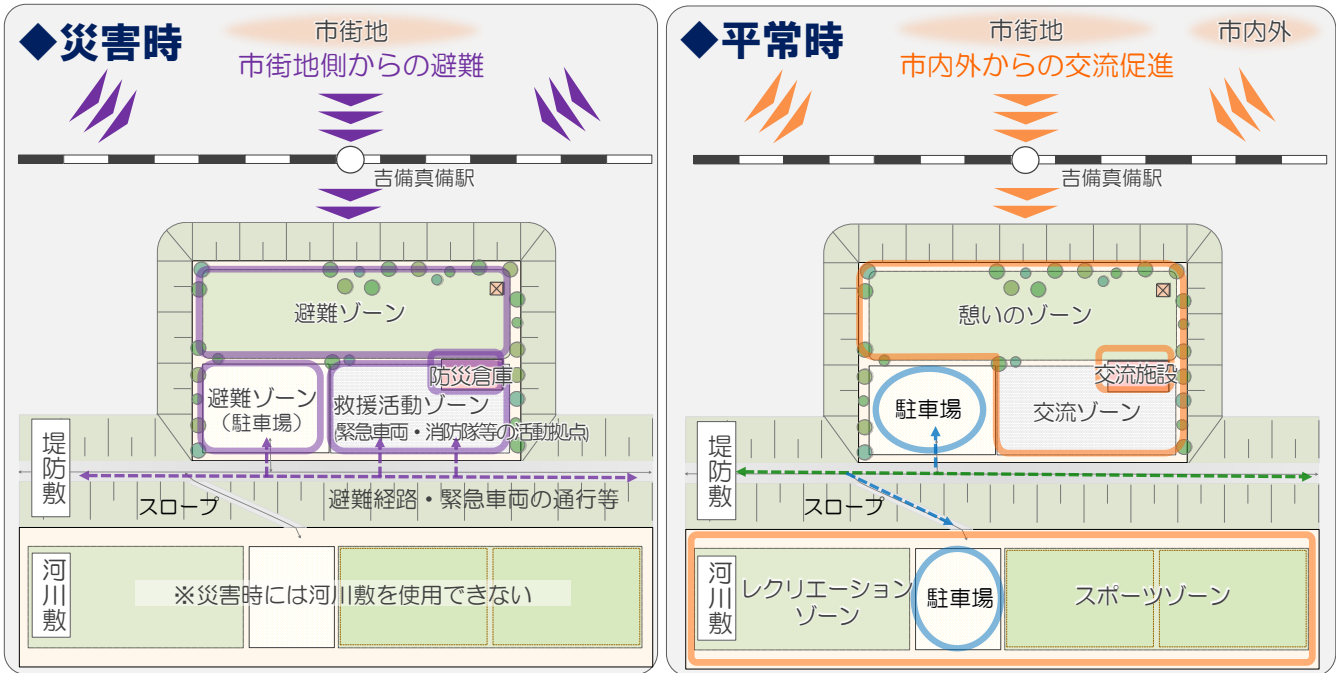 ◆災害時
市街地
市街地側からの避難
吉備真備駅
避難ゾーン
防災倉庫
避難ゾーン
（駐車場）
救援活動ゾーン
(緊急車両・消防隊等の活動拠点)
堤防敷
避難経路・緊急車両の通行等
スロープ
河川敷
※災害時には河川敷を使用できない
◆平常時
市街地
市内外
市内外からの交流促進
吉備真備駅
憩いのゾーン
交流施設
駐車場
交流ゾーン
堤防敷
スロープ
河川敷
レクリエーション
ゾーン
駐車場
スポーツゾーン